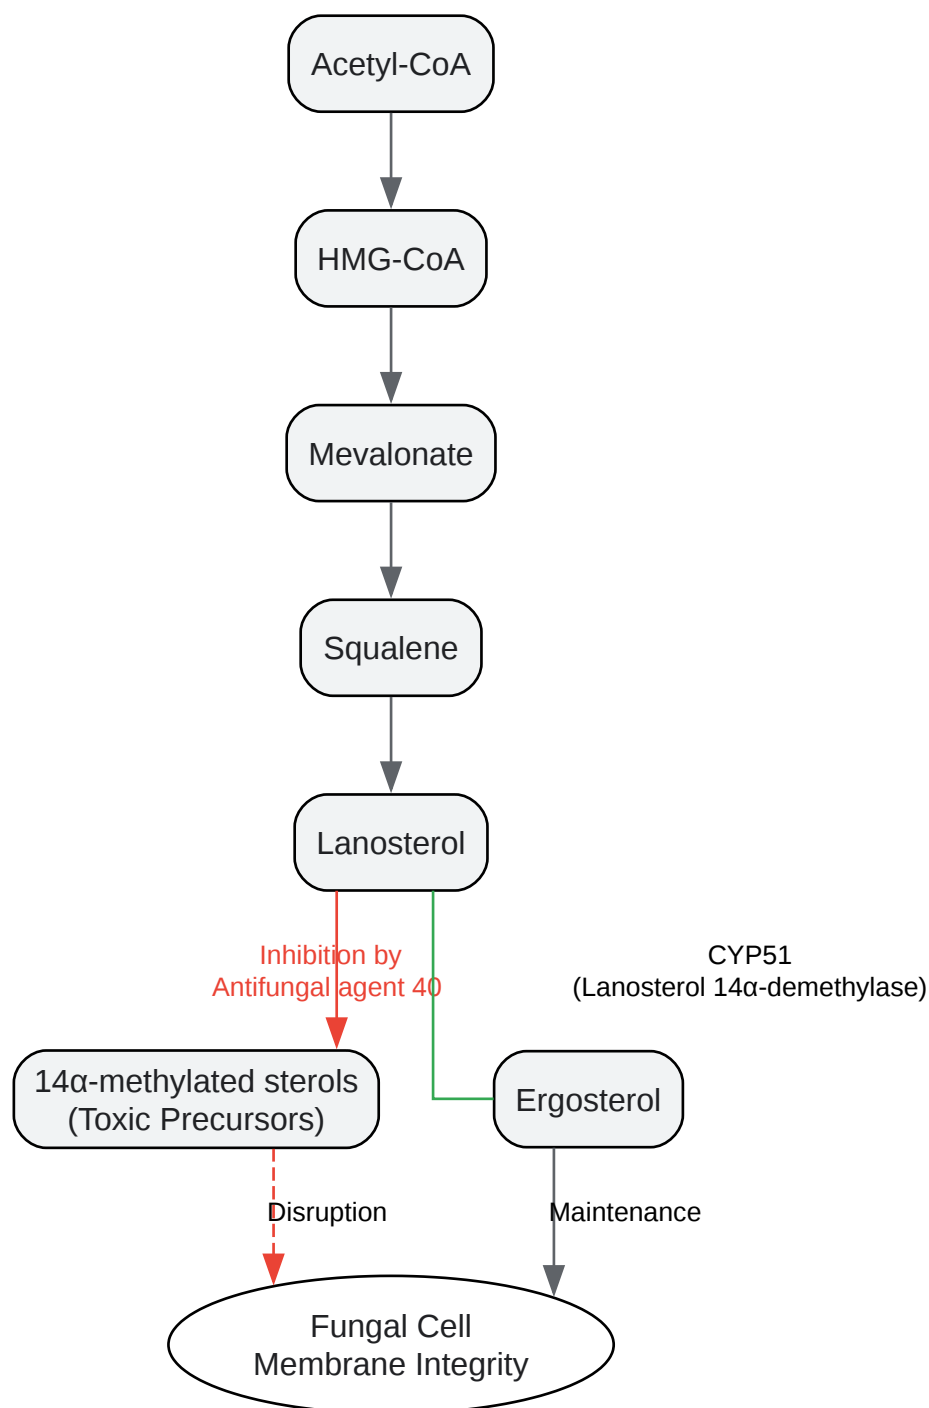 Acetyl-CoA
HMG-CoA
Mevalonate
Squalene
Lanosterol
Inhibition by
Antifungal agent 40
CYP51
(Lanosterol 14α-demethylase)
14α-methylated sterols
(Toxic Precursors)
Ergosterol
Disruption
Maintenance
Fungal Cell
Membrane Integrity